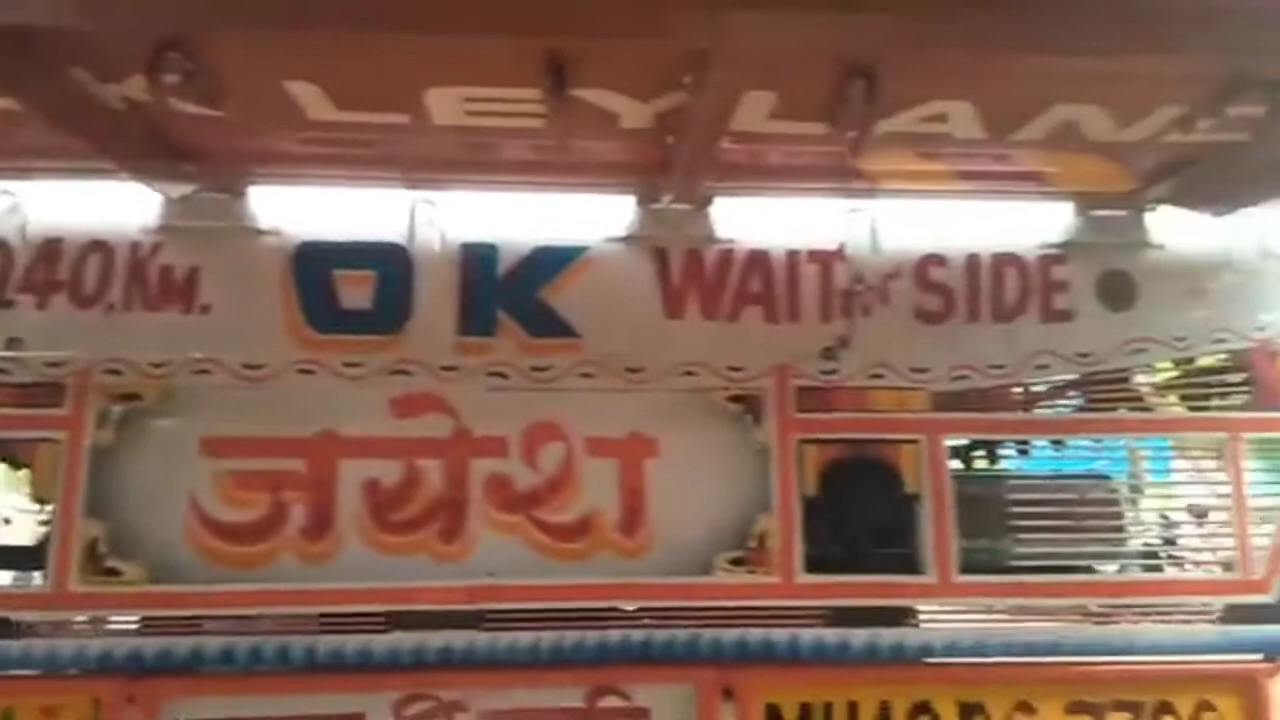 LEYLAND
240.KM. OK WAIT for SIDE
जयेश